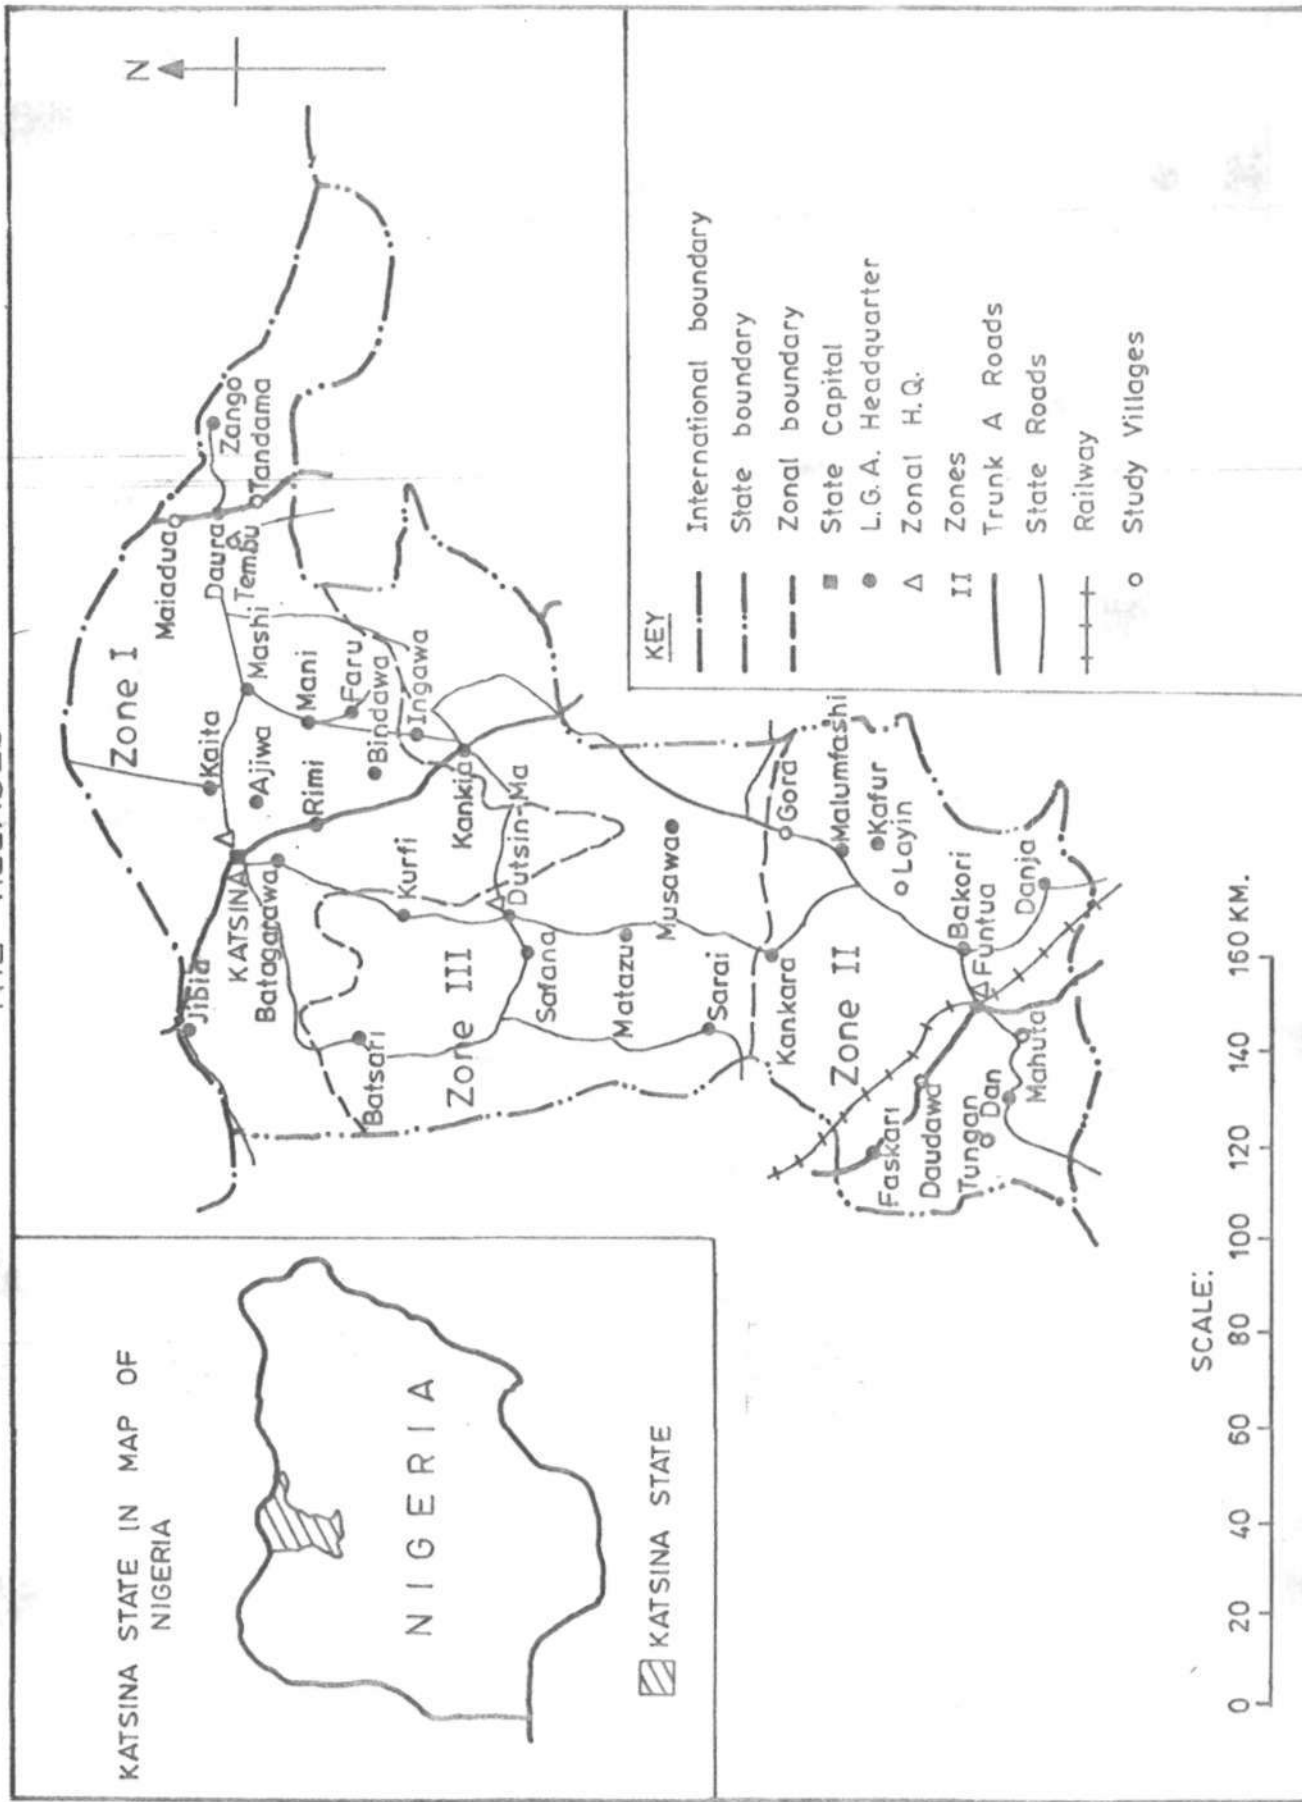 KATSINA STATE IN MAP OF
NIGERIA
NIGERIA
KATSINA STATE
N
Zone I
Maiadua
Zango
Daura
Tandama
Tembu
Mashi
Kaita
Ajiwa
Mani
Faru
Rimi
Bindawa
Ingawa
Jibia
KATSINA
Batagarawa
Kurfi
Kankia
Batsari
Zone III
Dutsin-Ma
Safana
Matazu
Musawa
Sarai
Kankara
Gora
Zone II
Malumfashi
Kafur
Layin
Faskari
Daudawa
Bakori
Funtua
Danja
Tungan
Dan
Mahuta
KEY
International boundary
State boundary
Zonal boundary
State Capital
L.G.A. Headquarter
Zonal H.Q.
II Zones
Trunk A Roads
State Roads
Railway
Study Villages
SCALE:
0 20 40 60 80 100 120 140 160 KM.